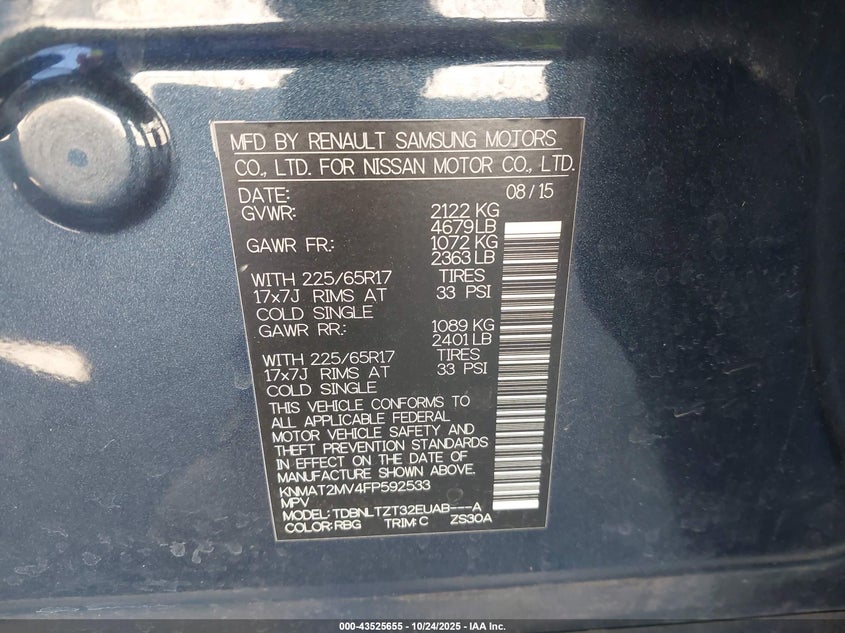 MFD BY RENAULT SAMSUNG MOTORS
CO., LTD. FOR NISSAN MOTOR CO., LTD.
DATE: 08 / 15
GVWR: 2122 KG
4679 LB
GAWR FR.: 1072 KG
2363 LB
WITH 225/65R17 TIRES
17x7J RIMS AT 33 PSI
COLD SINGLE
GAWR RR.: 1089 KG
2401 LB
WITH 225/65R17 TIRES
17x7J RIMS AT 33 PSI
COLD SINGLE
THIS VEHICLE CONFORMS TO
ALL APPLICABLE FEDERAL
MOTOR VEHICLE SAFETY AND
THEFT PREVENTION STANDARDS
IN EFFECT ON THE DATE OF
MANUFACTURE SHOWN ABOVE.
KNMAT2MV4FP592533
MPV
MODEL: TDBNLTZT32EUAB---A
COLOR: RBG TRIM: C ZS30A
000-43525655 - 10/24/2025 - IAA Inc.